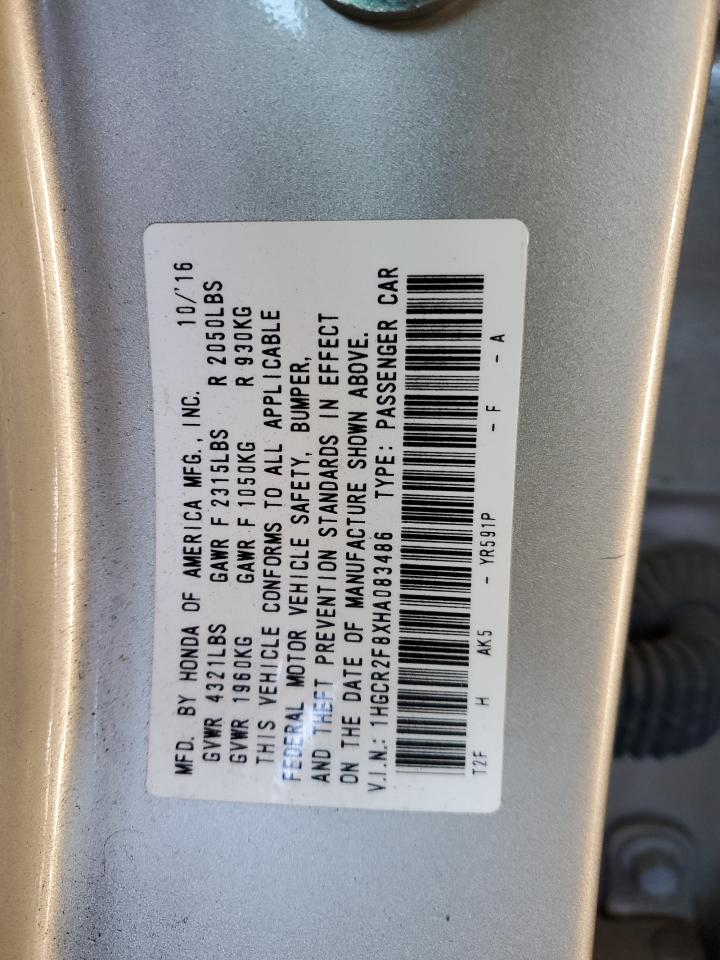 MFD. BY HONDA OF AMERICA MFG., INC. 10/'16
GVWR 4321LBS GAWR F 2315LBS R 2050LBS
GVWR 1960KG GAWR F 1050KG R 930KG
THIS VEHICLE CONFORMS TO ALL APPLICABLE
FEDERAL MOTOR VEHICLE SAFETY, BUMPER,
AND THEFT PREVENTION STANDARDS IN EFFECT
ON THE DATE OF MANUFACTURE SHOWN ABOVE.
V.I.N.: 1HGCR2F8XHA083486 TYPE: PASSENGER CAR
T2F H AK5 - YR591P - F - A